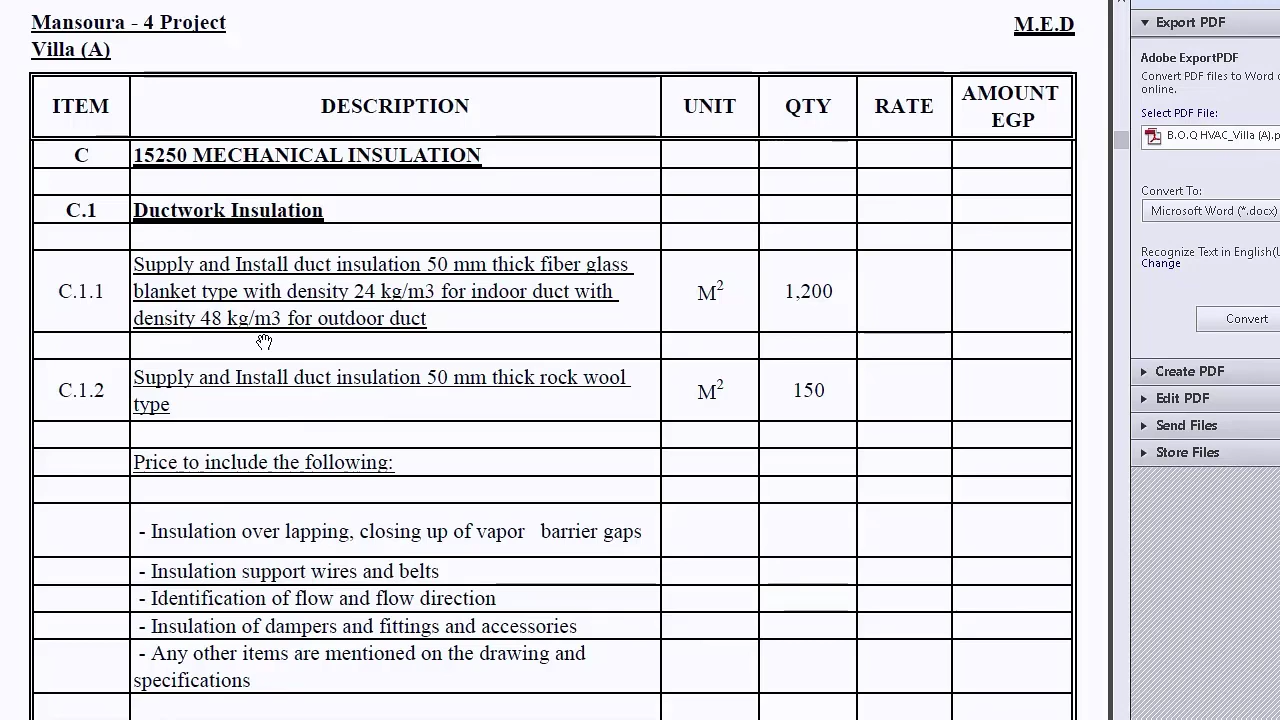 Mansoura - 4 Project
M.E.D
Villa (A)
ITEM DESCRIPTION UNIT QTY RATE AMOUNT EGP
C 15250 MECHANICAL INSULATION
C.1 Ductwork Insulation
Supply and Install duct insulation 50 mm thick fiber glass
C.1.1 blanket type with density 24 kg/m3 for indoor duct with M² 1,200
density 48 kg/m3 for outdoor duct
Supply and Install duct insulation 50 mm thick rock wool
C.1.2 M² 150
type
Price to include the following:
- Insulation over lapping, closing up of vapor barrier gaps
- Insulation support wires and belts
- Identification of flow and flow direction
- Insulation of dampers and fittings and accessories
- Any other items are mentioned on the drawing and
specifications
Export PDF
Adobe ExportPDF
Convert PDF files to Word
online.
Select PDF File:
B.O.Q HVAC_Villa (A).p
Convert To:
Microsoft Word (*.docx)
Recognize Text in English(
Change
Convert
Create PDF
Edit PDF
Send Files
Store Files